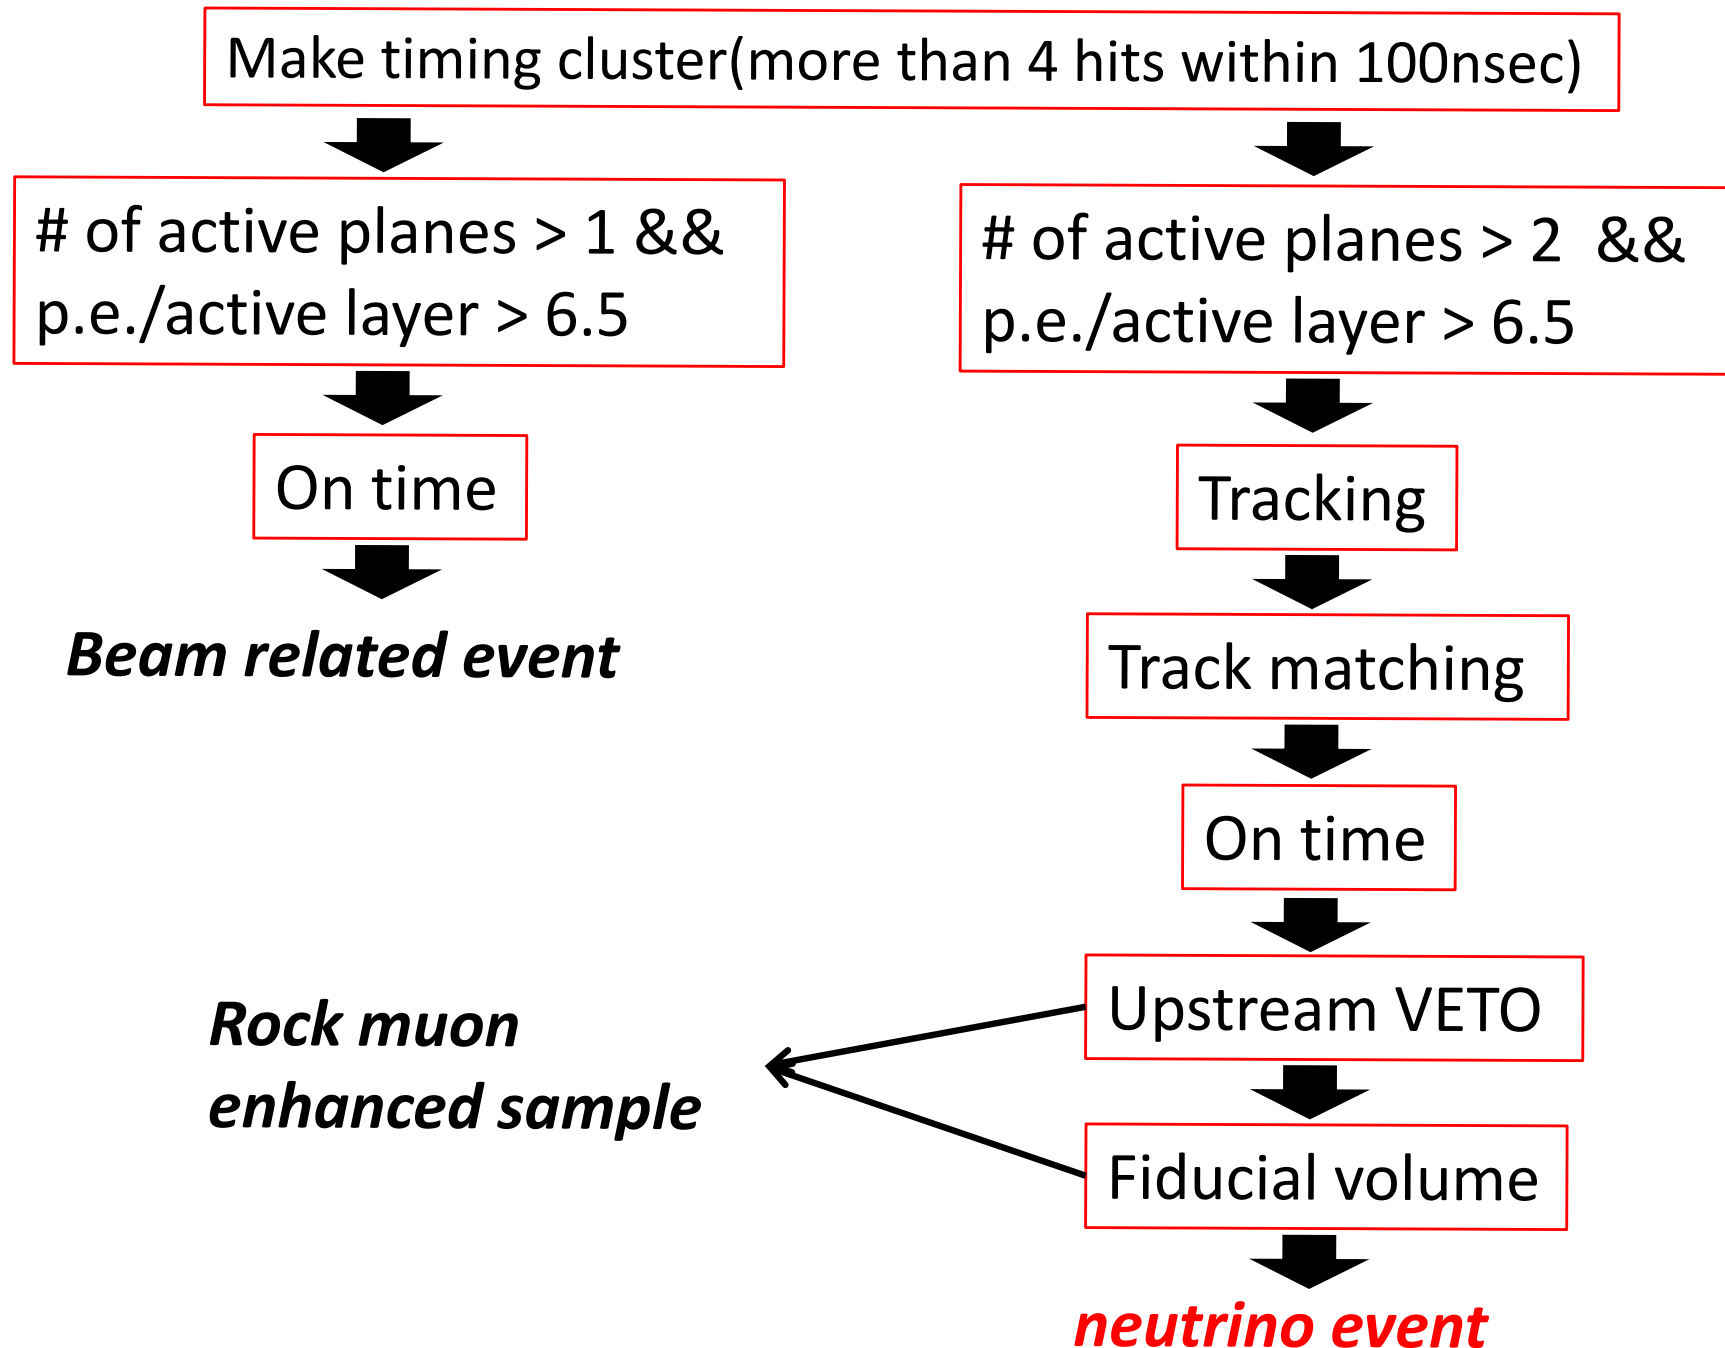 Make timing cluster(more than 4 hits within 100nsec)
# of active planes > 1 &&
p.e./active layer > 6.5
On time
Beam related event
# of active planes > 2 &&
p.e./active layer > 6.5
Tracking
Track matching
On time
Upstream VETO
Fiducial volume
Rock muon
enhanced sample
neutrino event